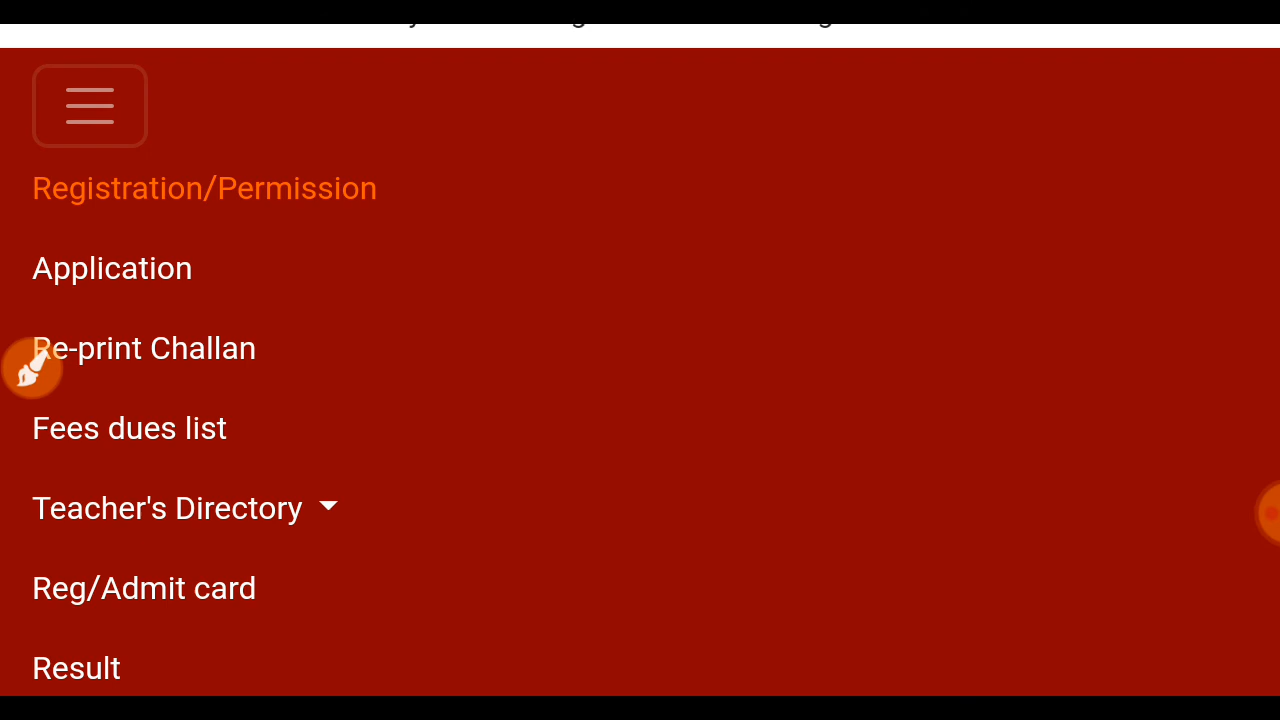 Registration/Permission
Application
Re-print Challan
Fees dues list
Teacher's Directory
Reg/Admit card
Result